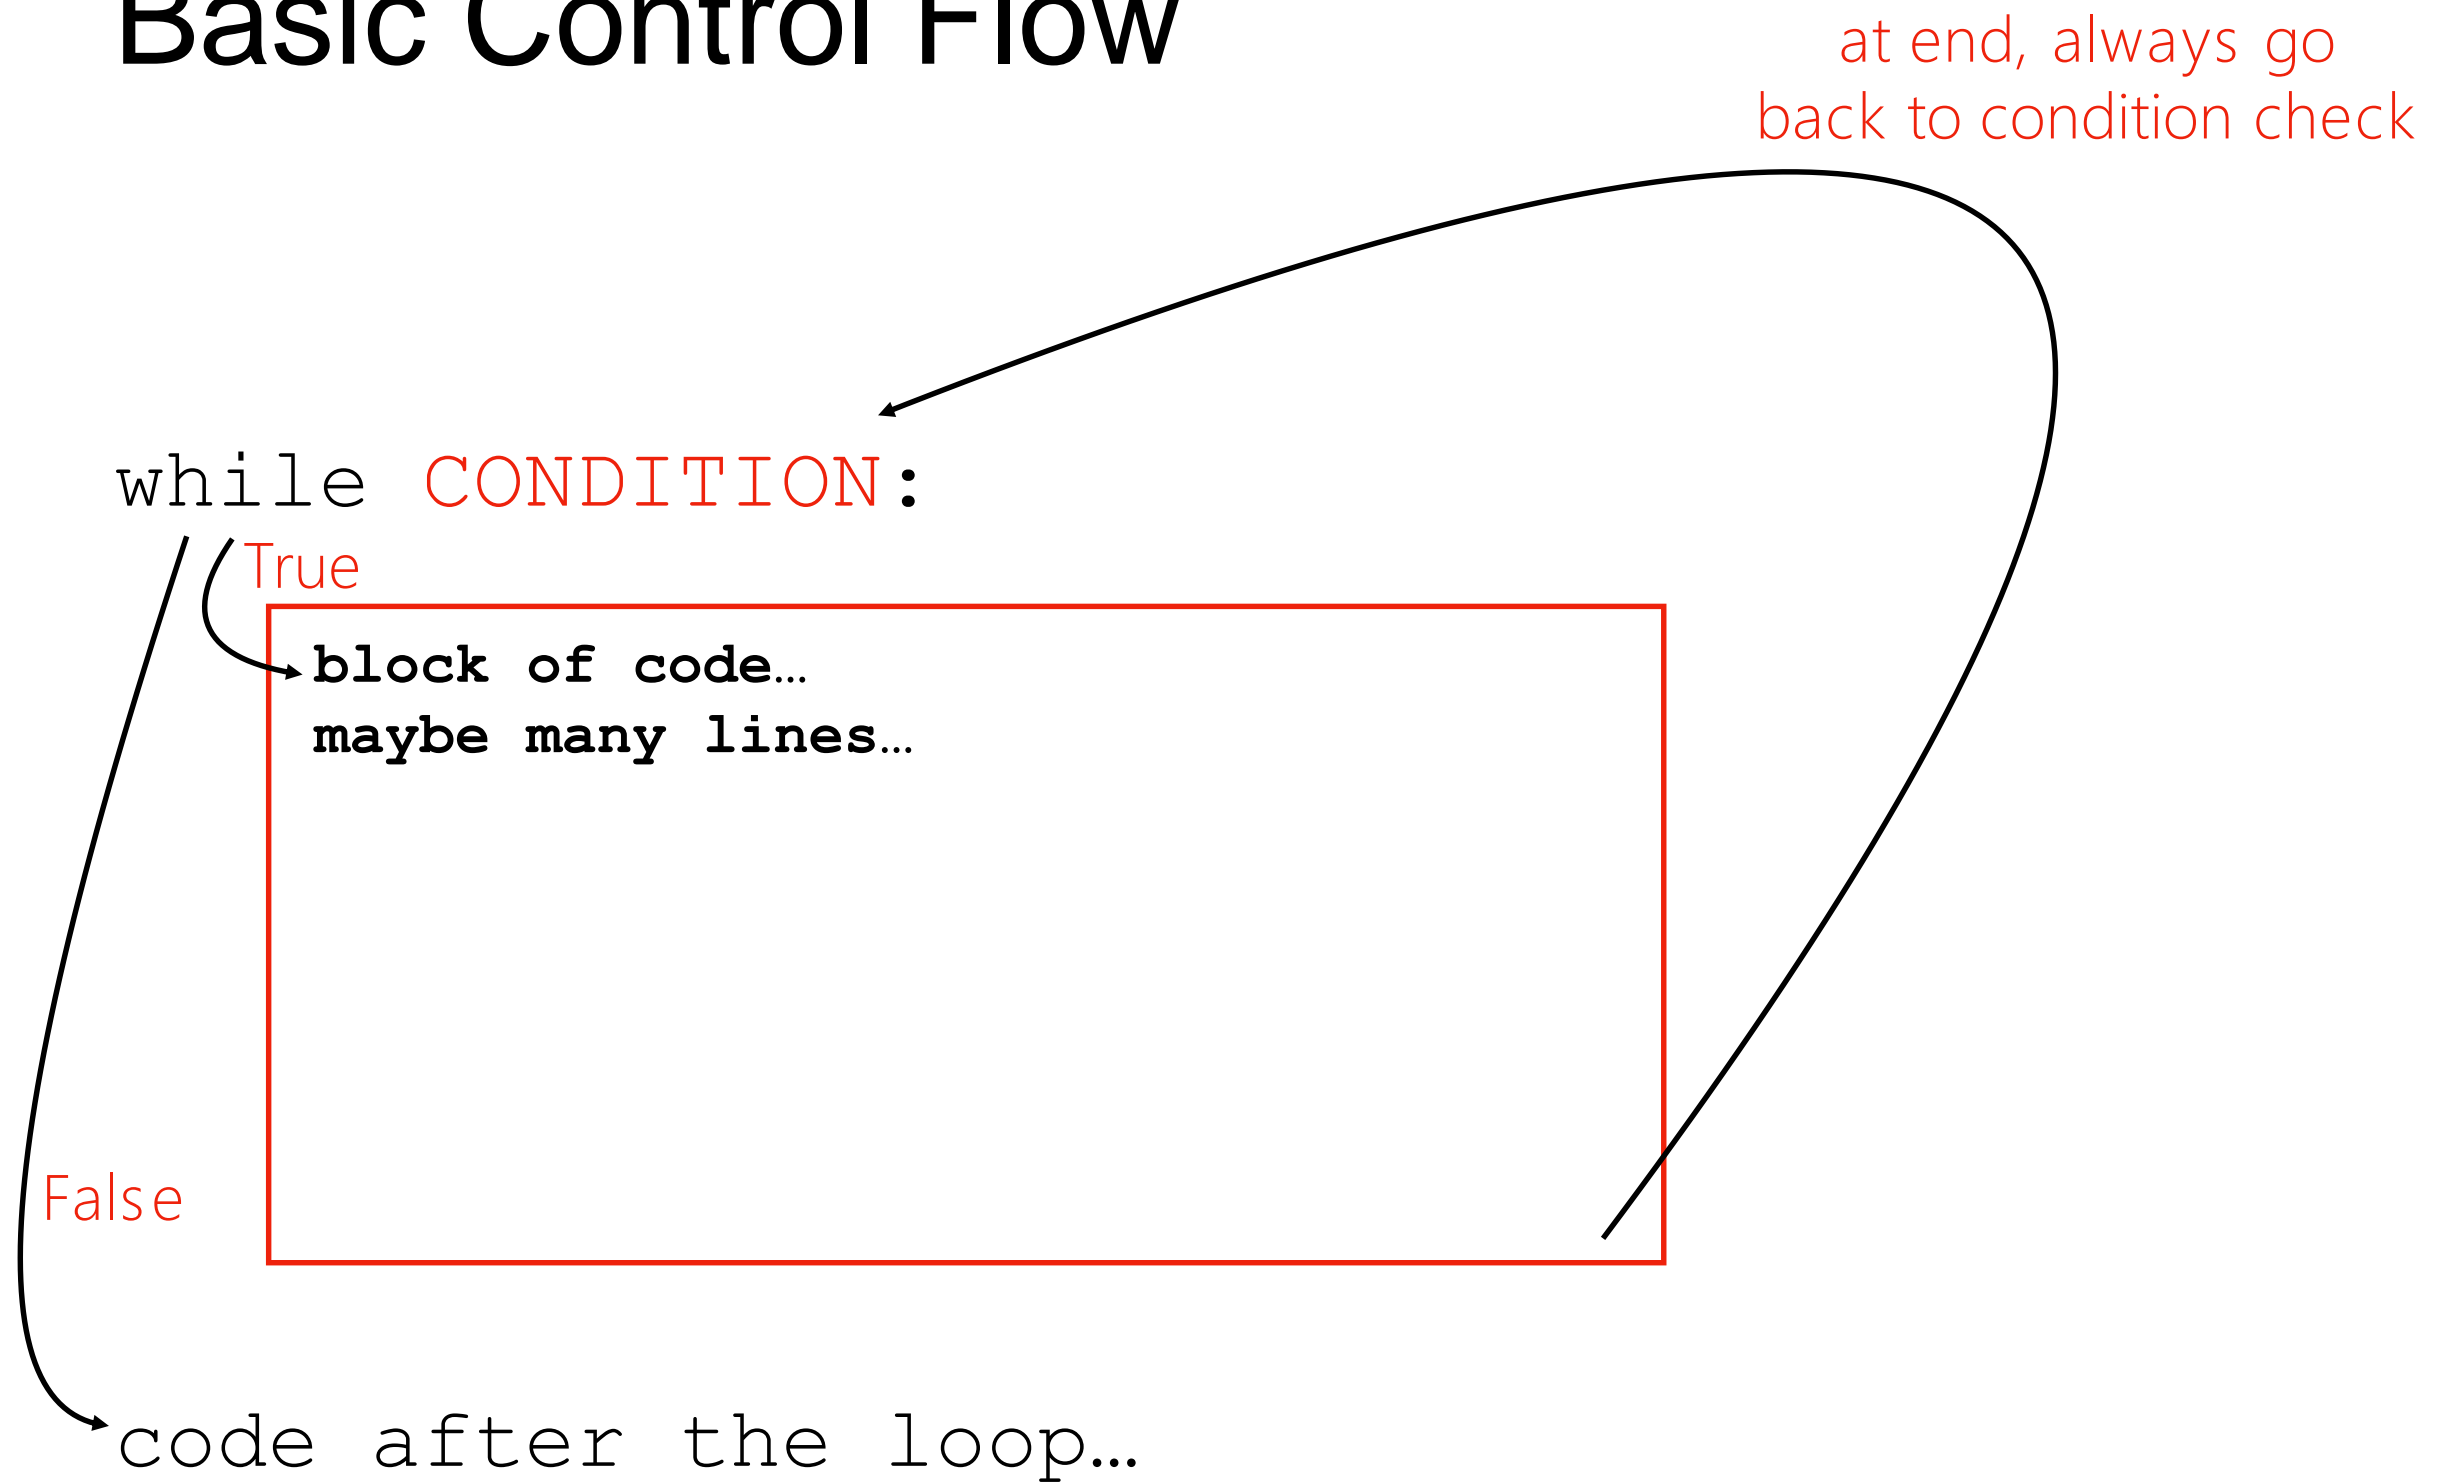 Basic Control Flow
at end, always go
back to condition check
while CONDITION:
True
block of code…
maybe many lines…
False
code after the loop…